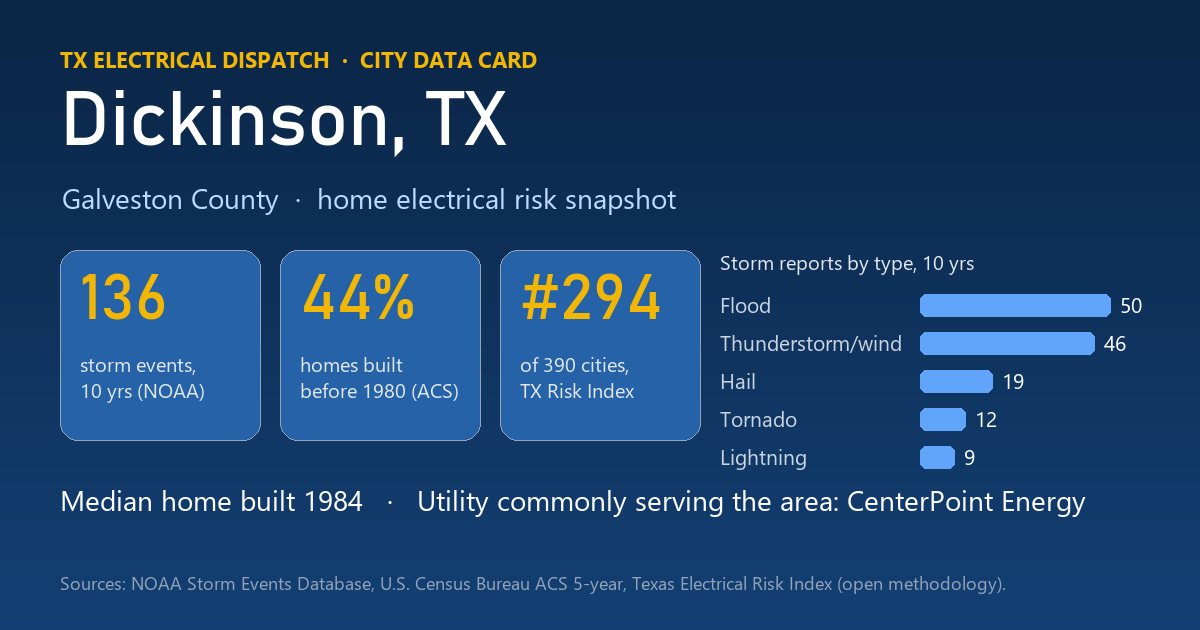 TX ELECTRICAL DISPATCH · CITY DATA CARD
Dickinson, TX
Galveston County · home electrical risk snapshot
136
storm events,
10 yrs (NOAA)
44%
homes built
before 1980 (ACS)
#294
of 390 cities,
TX Risk Index
Storm reports by type, 10 yrs
Flood 50
Thunderstorm/wind 46
Hail 19
Tornado 12
Lightning 9
Median home built 1984 · Utility commonly serving the area: CenterPoint Energy
Sources: NOAA Storm Events Database, U.S. Census Bureau ACS 5-year, Texas Electrical Risk Index (open methodology).